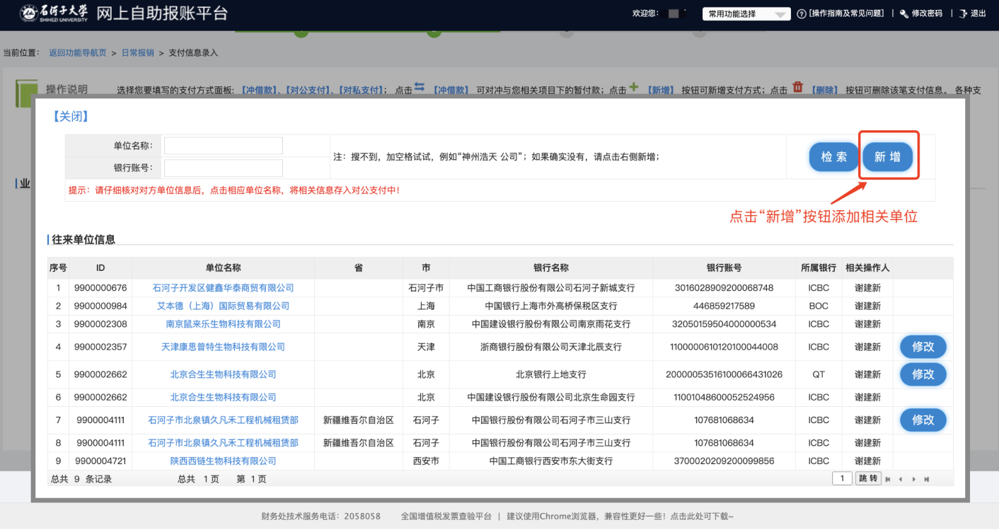 石河子大学 SHIHEZI UNIVERSITY 网上自助报账平台 欢迎您: 常用功能选择 [操作指南及常见问题] | 修改密码 | 退出
当前位置: 返回功能导航页 > 日常报销 > 支付信息录入
操作说明 选择您要填写的支付方式面板:【冲借款】、【对公支付】、【对私支付】; 点击 【冲借款】 可对冲与您相关项目下的暂付款; 点击 【新增】 按钮可新增支付方式; 点击 【删除】 按钮可删除该笔支付信息。 各种支
【关闭】
单位名称:
银行账号:
注: 搜不到, 加空格试试, 例如“神州浩天 公司”; 如果确实没有, 请点击右侧新增;
检 索 新 增
业
提示: 请仔细核对对方单位信息后, 点击相应单位名称, 将相关信息存入对公支付中!
点击“新增”按钮添加相关单位
往来单位信息
序号 ID 单位名称 省 市 银行名称 银行账号 所属银行 相关操作人
1 9900000676 石河子开发区健鑫华泰商贸有限公司 石河子市 中国工商银行股份有限公司石河子新城支行 3016028909200068748 ICBC 谢建新
2 9900000984 艾本德（上海）国际贸易有限公司 上海 中国银行上海市外高桥保税区支行 446859217589 BOC 谢建新
3 9900002308 南京鼠来乐生物科技有限公司 南京 中国建设银行股份有限公司南京雨花支行 32050159504000000534 ICBC 谢建新
4 9900002357 天津康思普特生物科技有限公司 天津 浙商银行股份有限公司天津北辰支行 1100000610120100044008 ICBC 谢建新 修改
5 9900002662 北京合生生物科技有限公司 北京 北京银行上地支行 20000053516100066431026 QT 谢建新 修改
6 9900002662 北京合生生物科技有限公司 北京 中国建设银行股份有限公司北京生命园支行 11001048600052524956 ICBC 谢建新
7 9900004111 石河子市北泉镇久凡禾工程机械租赁部 新疆维吾尔自治区 石河子 中国银行股份有限公司石河子市三山支行 107681068634 ICBC 谢建新 修改
8 9900004111 石河子市北泉镇久凡禾工程机械租赁部 新疆维吾尔自治区 石河子 中国银行股份有限公司石河子市三山支行 107681068634 ICBC 谢建新
9 9900004721 陕西西链生物科技有限公司 西安市 中国工商银行西安市东大街支行 3700020209200099856 ICBC 谢建新
总共 9 条记录 总共 1 页 第 1 页 1 跳 转
财务处技术服务电话: 2058058 全国增值税发票查验平台 | 建议使用Chrome浏览器, 兼容性更好一些! 点击此处可下载~